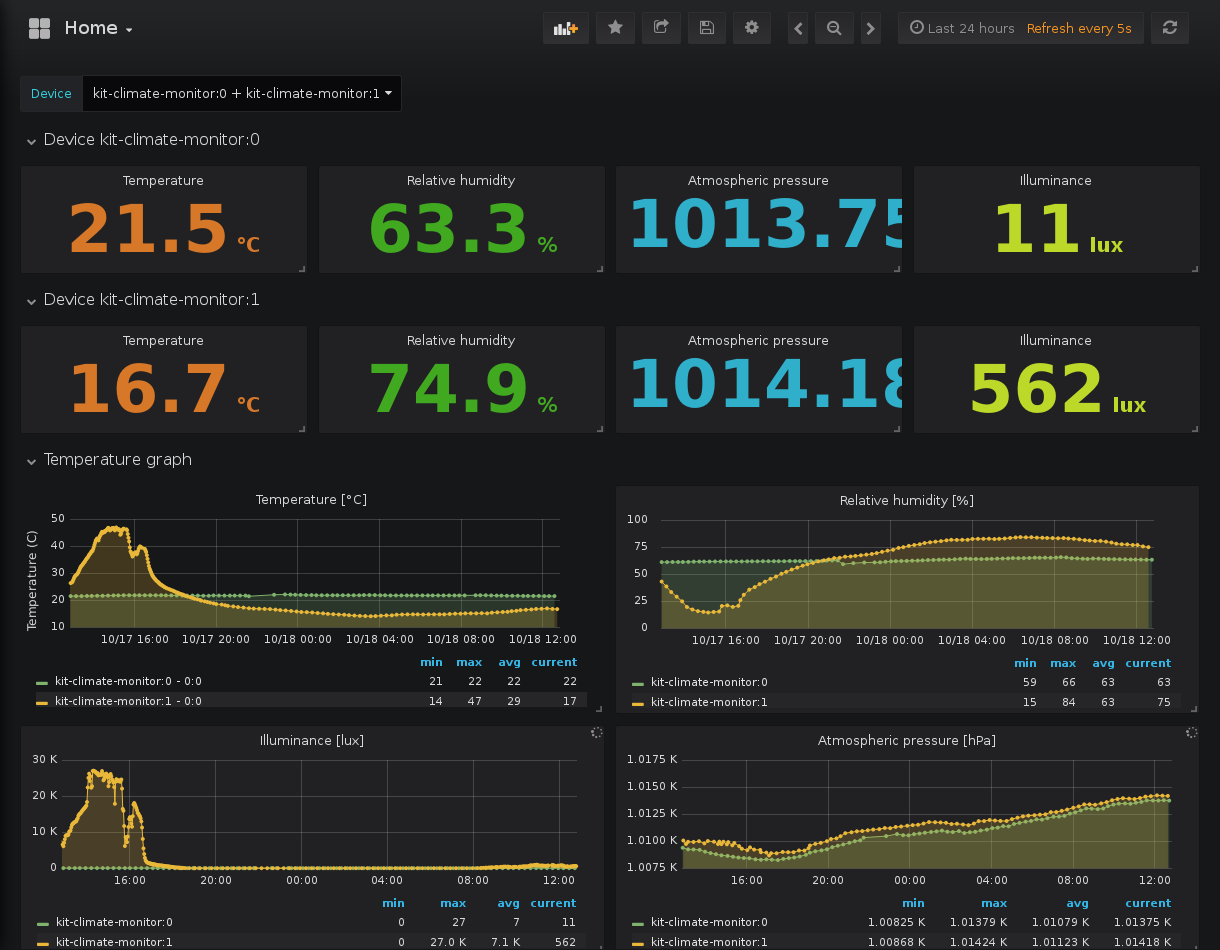 Home
Last 24 hours Refresh every 5s
Device kit-climate-monitor:0 + kit-climate-monitor:1
Device kit-climate-monitor:0
Temperature Relative humidity Atmospheric pressure Illuminance
21.5 °C 63.3 % 1013.75 11 lux
Device kit-climate-monitor:1
Temperature Relative humidity Atmospheric pressure Illuminance
16.7 °C 74.9 % 1014.18 562 lux
Temperature graph
Temperature [°C]
Temperature (C)
50
40
30
20
10
10/17 16:00 10/17 20:00 10/18 00:00 10/18 04:00 10/18 08:00 10/18 12:00
min max avg current
kit-climate-monitor:0 - 0:0 21 22 22 22
kit-climate-monitor:1 - 0:0 14 47 29 17
Relative humidity [%]
100
75
50
25
0
10/17 16:00 10/17 20:00 10/18 00:00 10/18 04:00 10/18 08:00 10/18 12:00
min max avg current
kit-climate-monitor:0 59 66 63 63
kit-climate-monitor:1 15 84 63 75
Illuminance [lux]
30 K
20 K
10 K
0
16:00 20:00 00:00 04:00 08:00 12:00
min max avg current
kit-climate-monitor:0 0 27 7 11
kit-climate-monitor:1 0 27.0 K 7.1 K 562
Atmospheric pressure [hPa]
1.0175 K
1.0150 K
1.0125 K
1.0100 K
1.0075 K
16:00 20:00 00:00 04:00 08:00 12:00
min max avg current
kit-climate-monitor:0 1.00825 K 1.01379 K 1.01079 K 1.01375 K
kit-climate-monitor:1 1.00868 K 1.01424 K 1.01123 K 1.01418 K